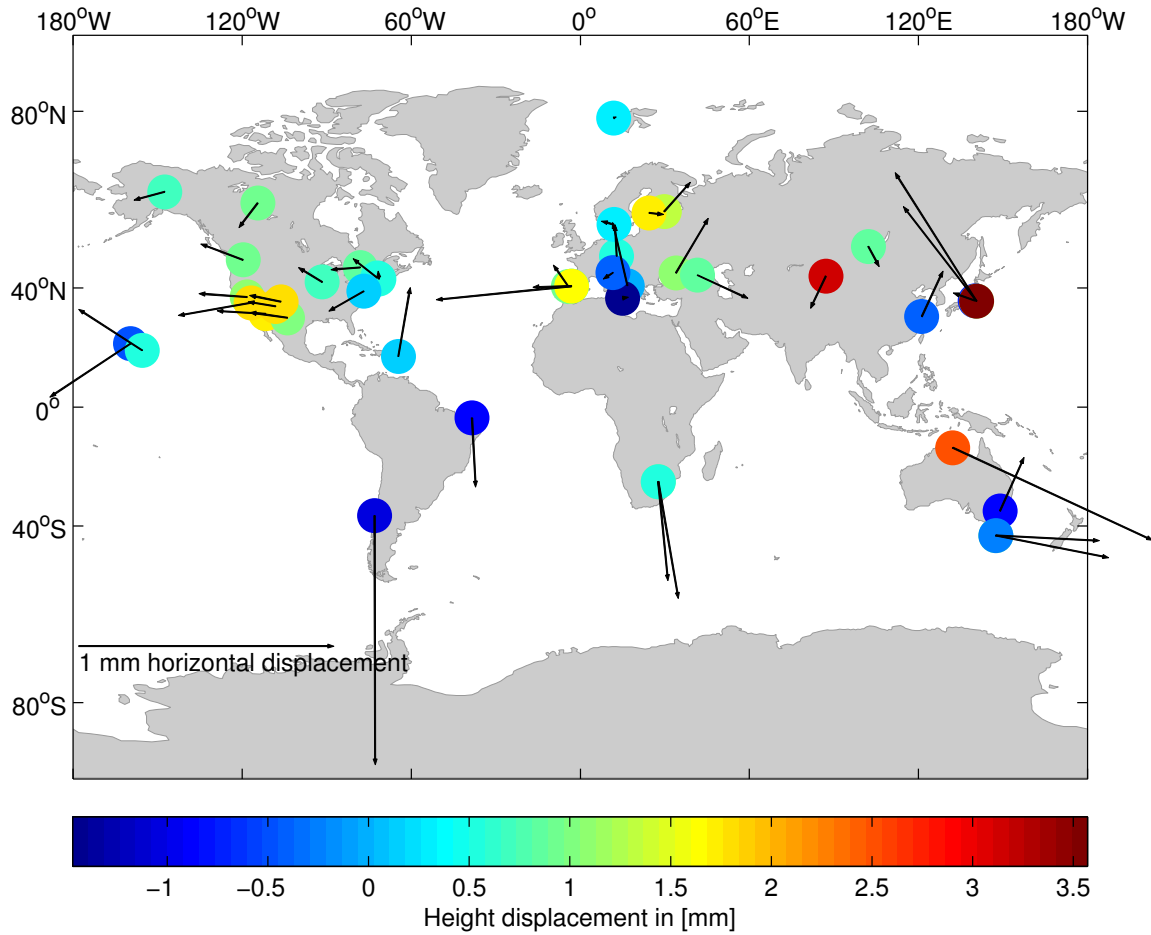 180°W 120°W 60°W 0° 60°E 120°E 180°W
80°N
40°N
0°
40°S
1 mm horizontal displacement
80°S
−1 −0.5 0 0.5 1 1.5 2 2.5 3 3.5
Height displacement in [mm]